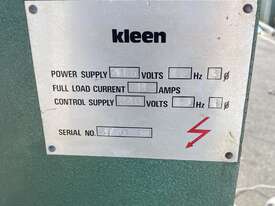 kleen
POWER SUPPLY VOLTS Hz Ø
FULL LOAD CURRENT AMPS
CONTROL SUPPLY VOLTS Hz Ø
SERIAL NO.